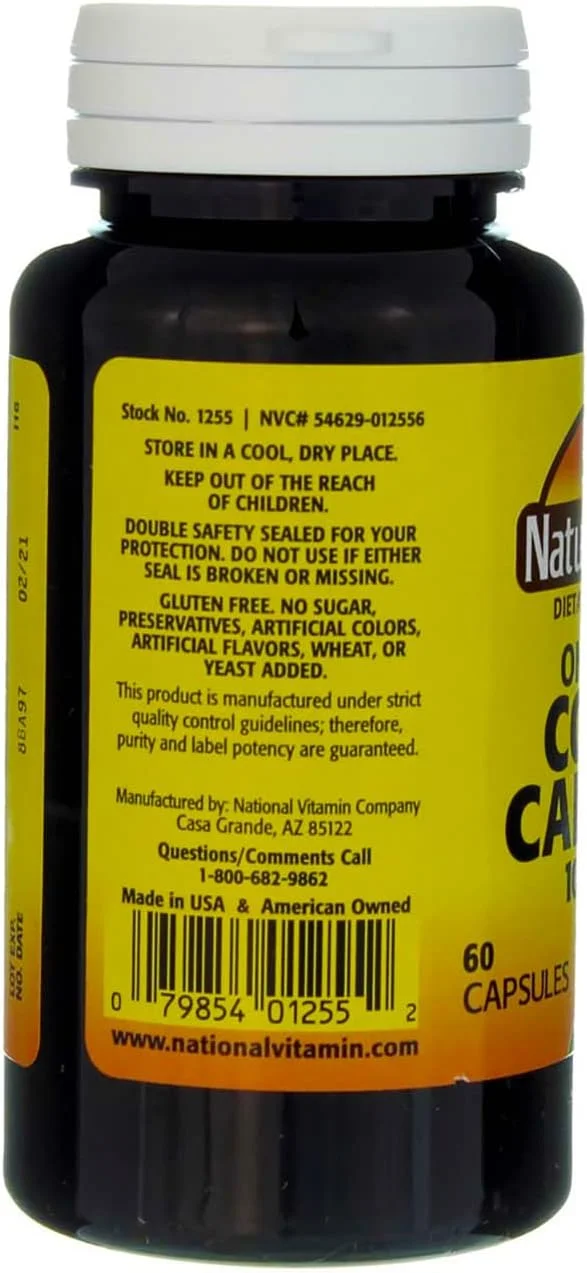 Stock No. 1255 | NVC# 54629-012556
STORE IN A COOL, DRY PLACE.
KEEP OUT OF THE REACH
OF CHILDREN.
DOUBLE SAFETY SEALED FOR YOUR
PROTECTION. DO NOT USE IF EITHER
SEAL IS BROKEN OR MISSING.
GLUTEN FREE. NO SUGAR,
PRESERVATIVES, ARTIFICIAL COLORS,
ARTIFICIAL FLAVORS, WHEAT, OR
YEAST ADDED.
This product is manufactured under strict
quality control guidelines; therefore,
purity and label potency are guaranteed.
Manufactured by: National Vitamin Company
Casa Grande, AZ 85122
Questions/Comments Call
1-800-682-9862
Made in USA & American Owned
0 79854 01255 2
www.nationalvitamin.com
Natu
DIET
CAL
60
CAPSULES
02/21
88A97
LOT EXP.
NO. DATE